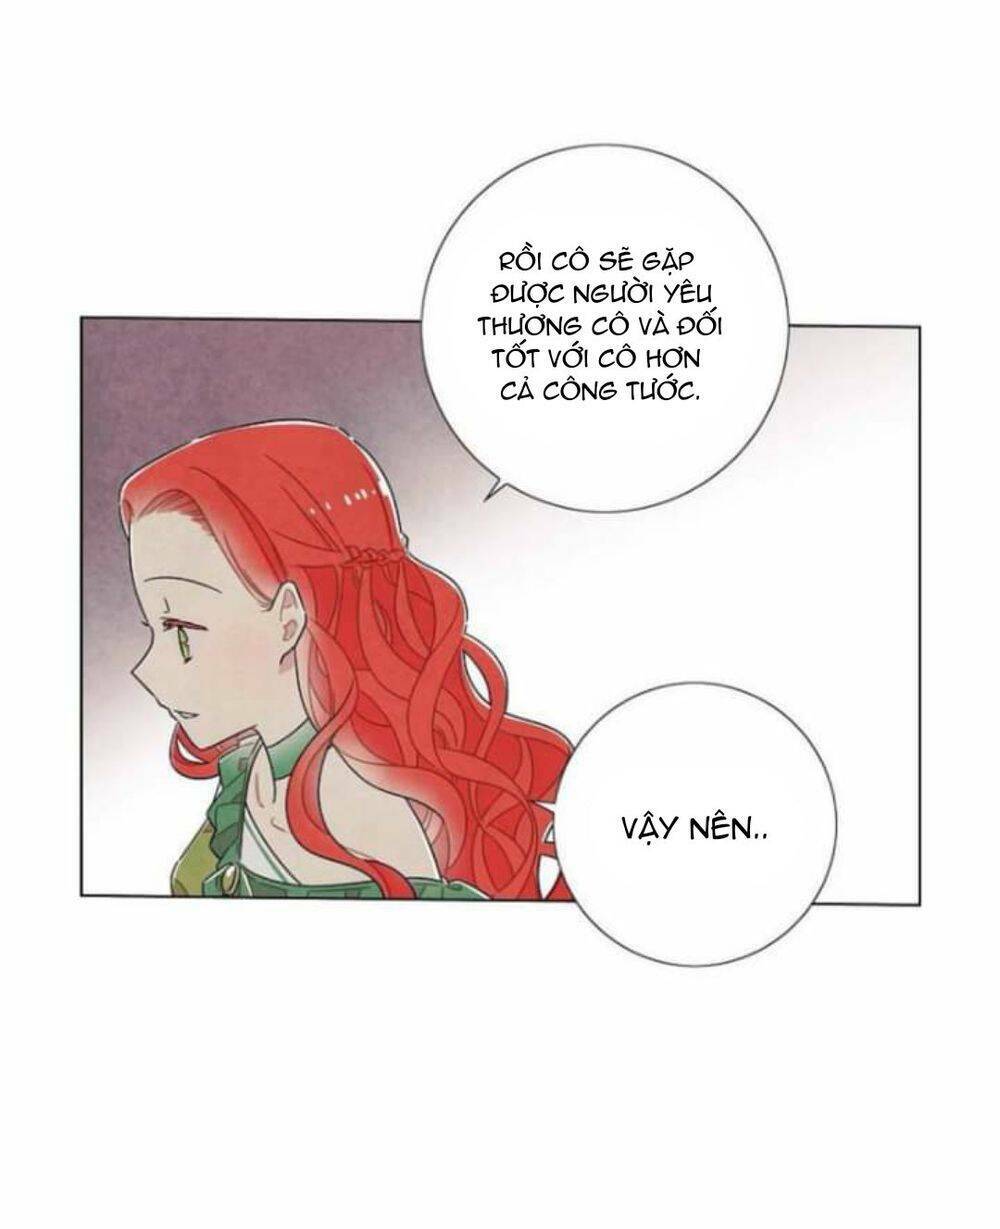 RỒI CÔ SẼ GẶP
ĐƯỢC NGƯỜI YÊU
THƯƠNG CÔ VÀ ĐỐI
TỐT VỚI CÔ HƠN
CẢ CÔNG TƯỚC.
VẬY NÊN..